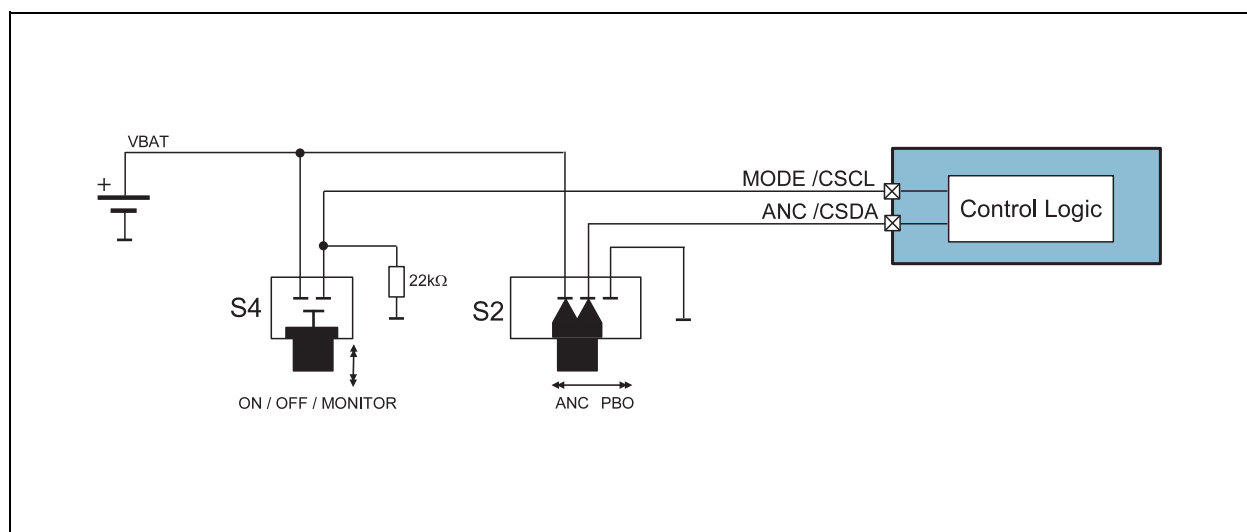 VBAT
+
MODE /CSCL
ANC /CSDA
Control Logic
22kΩ
S4
S2
ON / OFF / MONITOR
ANC PBO